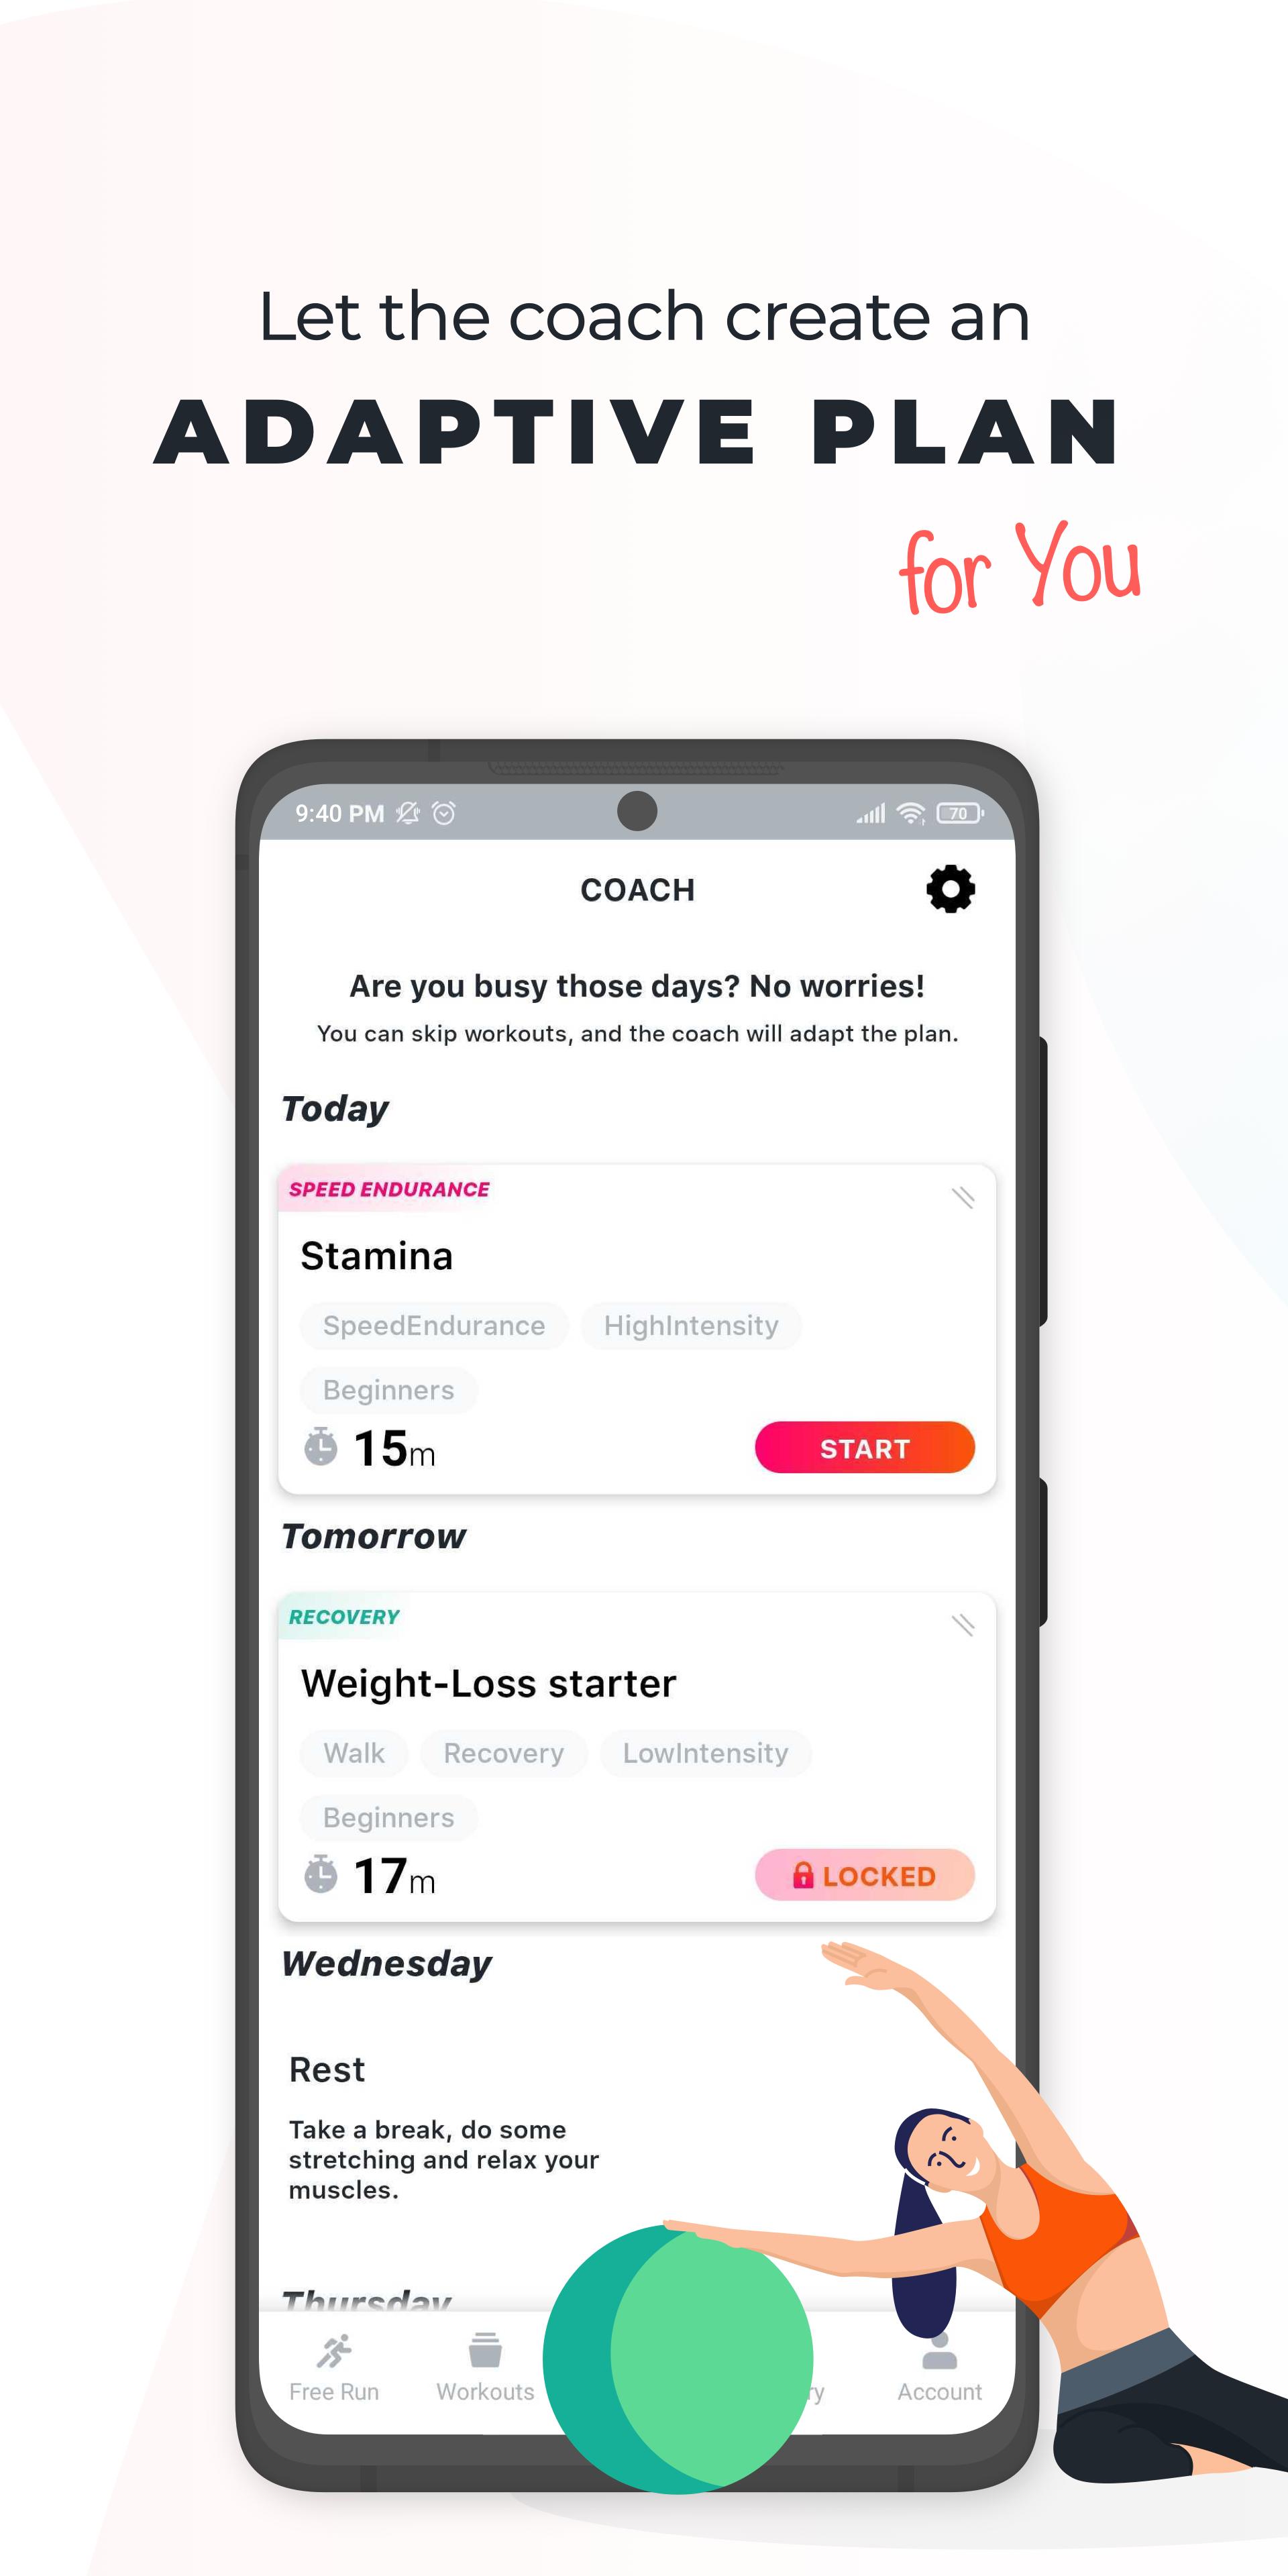 Let the coach create an
ADAPTIVE PLAN
for You
9:40 PM 70
COACH
Are you busy those days? No worries!
You can skip workouts, and the coach will adapt the plan.
Today
SPEED ENDURANCE
Stamina
SpeedEndurance HighIntensity
Beginners
15m START
Tomorrow
RECOVERY
Weight-Loss starter
Walk Recovery LowIntensity
Beginners
17m LOCKED
Wednesday
Rest
Take a break, do some
stretching and relax your
muscles.
Thursday
Free Run Workouts Account